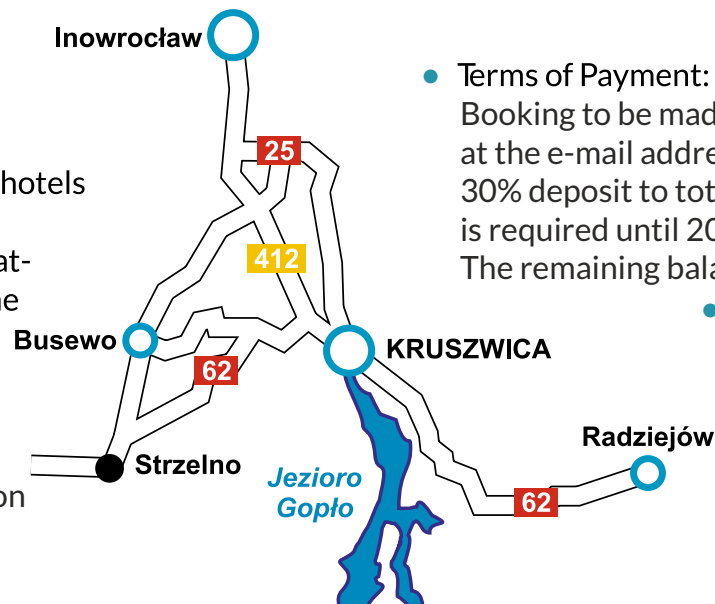 Inowrocław
25
hotels
at-
ne
412
Busewo
62
KRUSZWICA
Strzelno
on
Jezioro
Gopło
Radziejów
62
• Terms of Payment:
Booking to be mad
at the e-mail addre
30% deposit to tot
is required until 20
The remaining bala
•